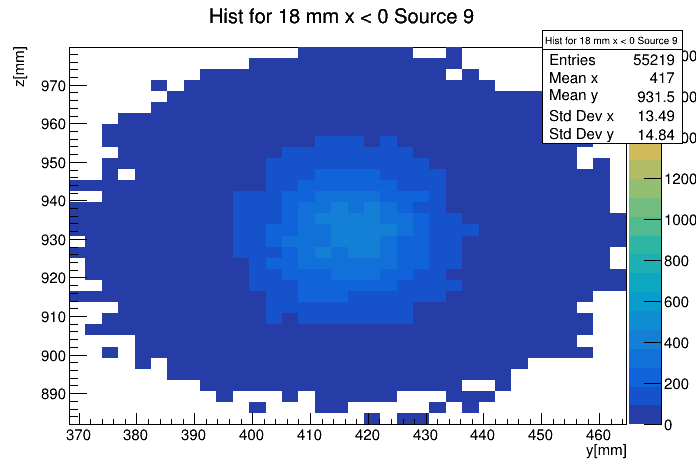 Hist for 18 mm x < 0 Source 9
Hist for 18 mm x < 0 Source 9
Entries 55219
Mean x 417
Mean y 931.5
Std Dev x 13.49
Std Dev y 14.84
z[mm]
970
960
950
940
930
920
910
900
890
370 380 390 400 410 420 430 440 450 460
y[mm]
1200
1000
800
600
400
200
0